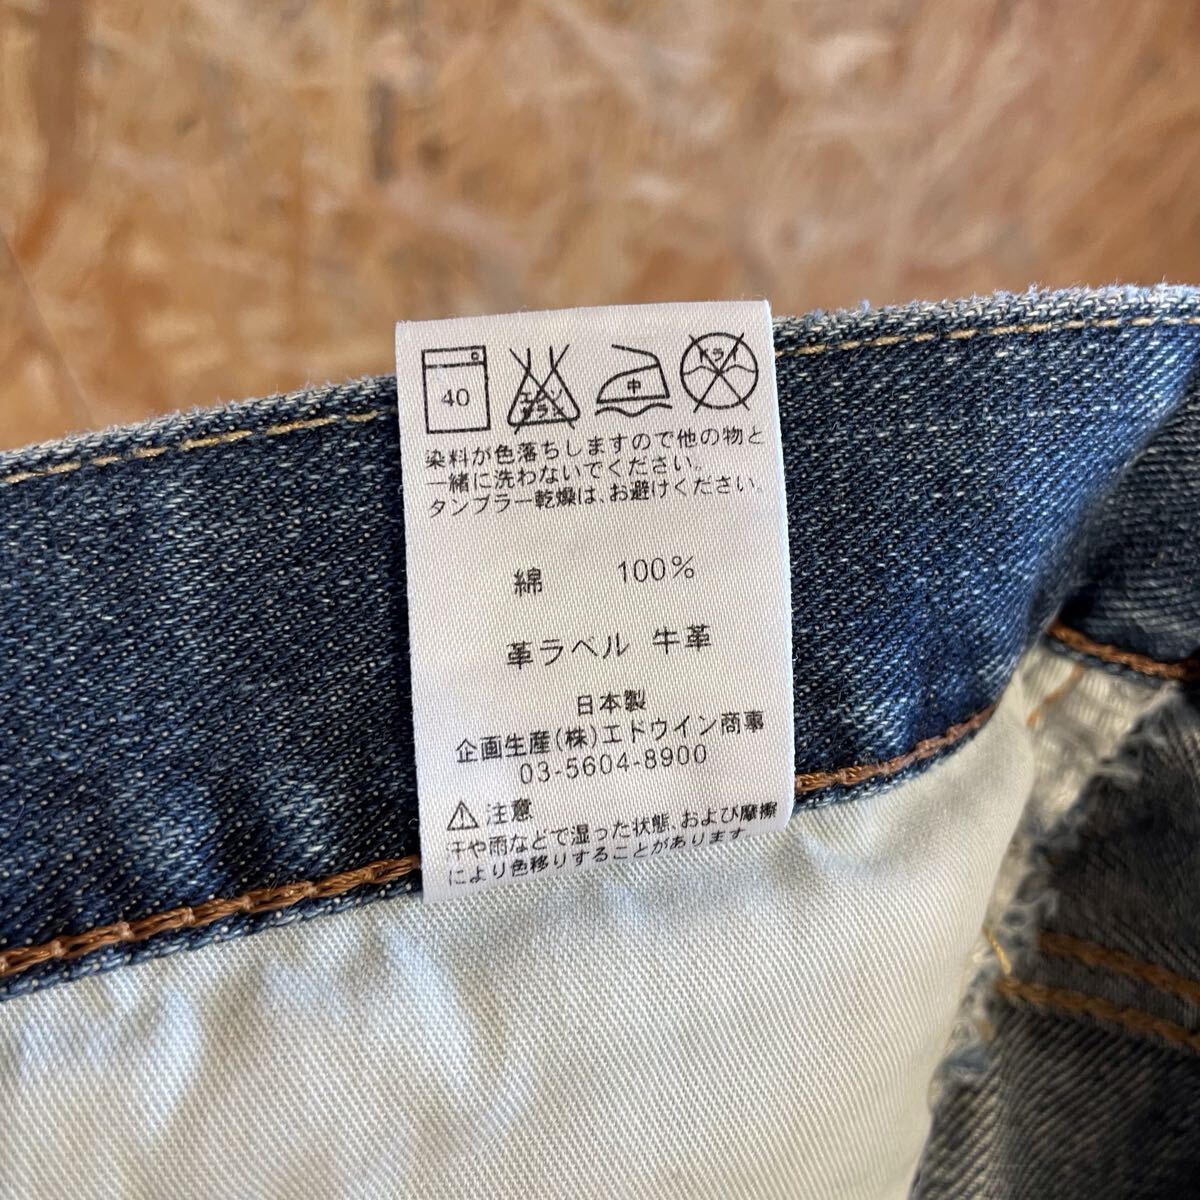 40 エンソ サラシ 中 ドライ
染料が色落ちしますので他の物と
一緒に洗わないでください。
タンブラー乾燥は、お避けください。
綿 100%
革ラベル 牛革
日本製
企画生産(株)エドウイン商事
03-5604-8900
注意
汗や雨などで湿った状態、および摩擦
により色移りすることがあります。